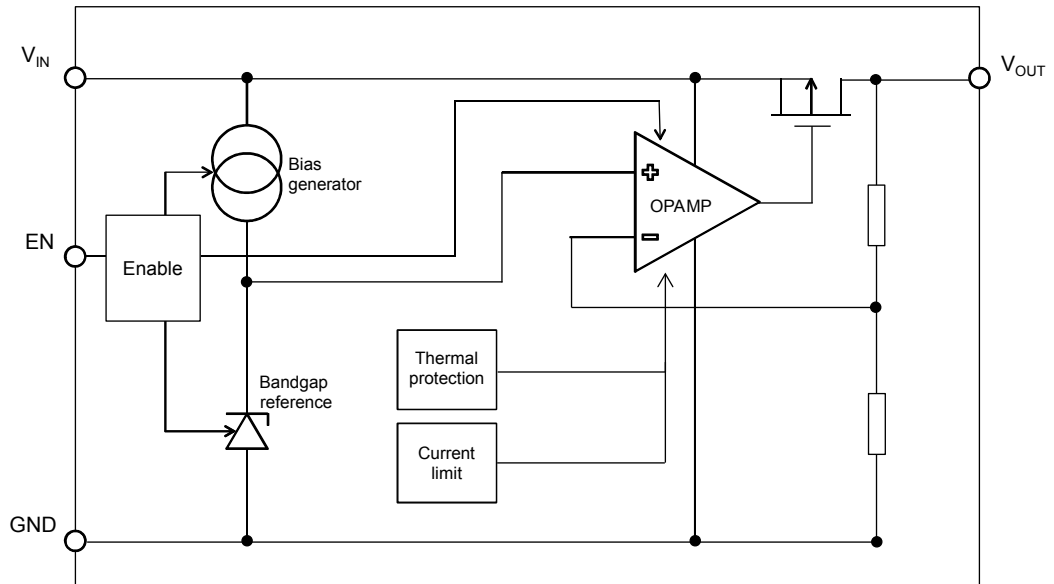 V_IN
V_OUT
Bias
generator
OPAMP
EN
Enable
Thermal
protection
Bandgap
reference
Current
limit
GND